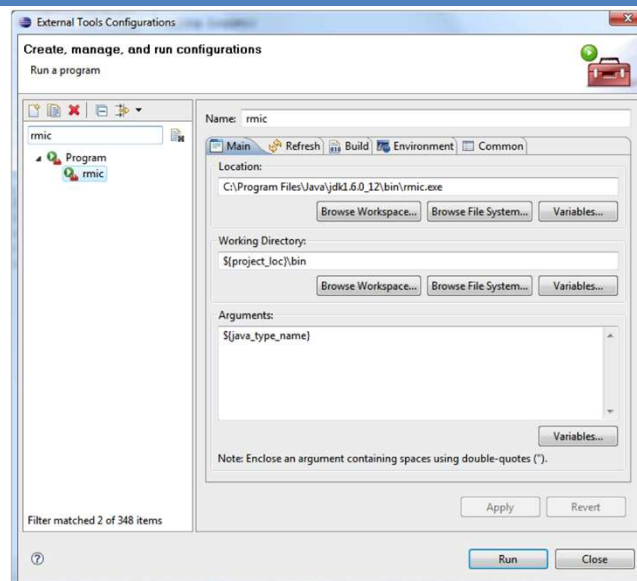 External Tools Configurations
Create, manage, and run configurations
Run a program
rmic
Program
rmic
Filter matched 2 of 348 items
Name: rmic
Main Refresh Build Environment Common
Location:
C:\Program Files\Java\jdk1.6.0_12\bin\rmic.exe
Browse Workspace... Browse File System... Variables...
Working Directory:
${project_loc}\bin
Browse Workspace... Browse File System... Variables...
Arguments:
${java_type_name}
Variables...
Note: Enclose an argument containing spaces using double-quotes (").
Apply Revert
Run Close